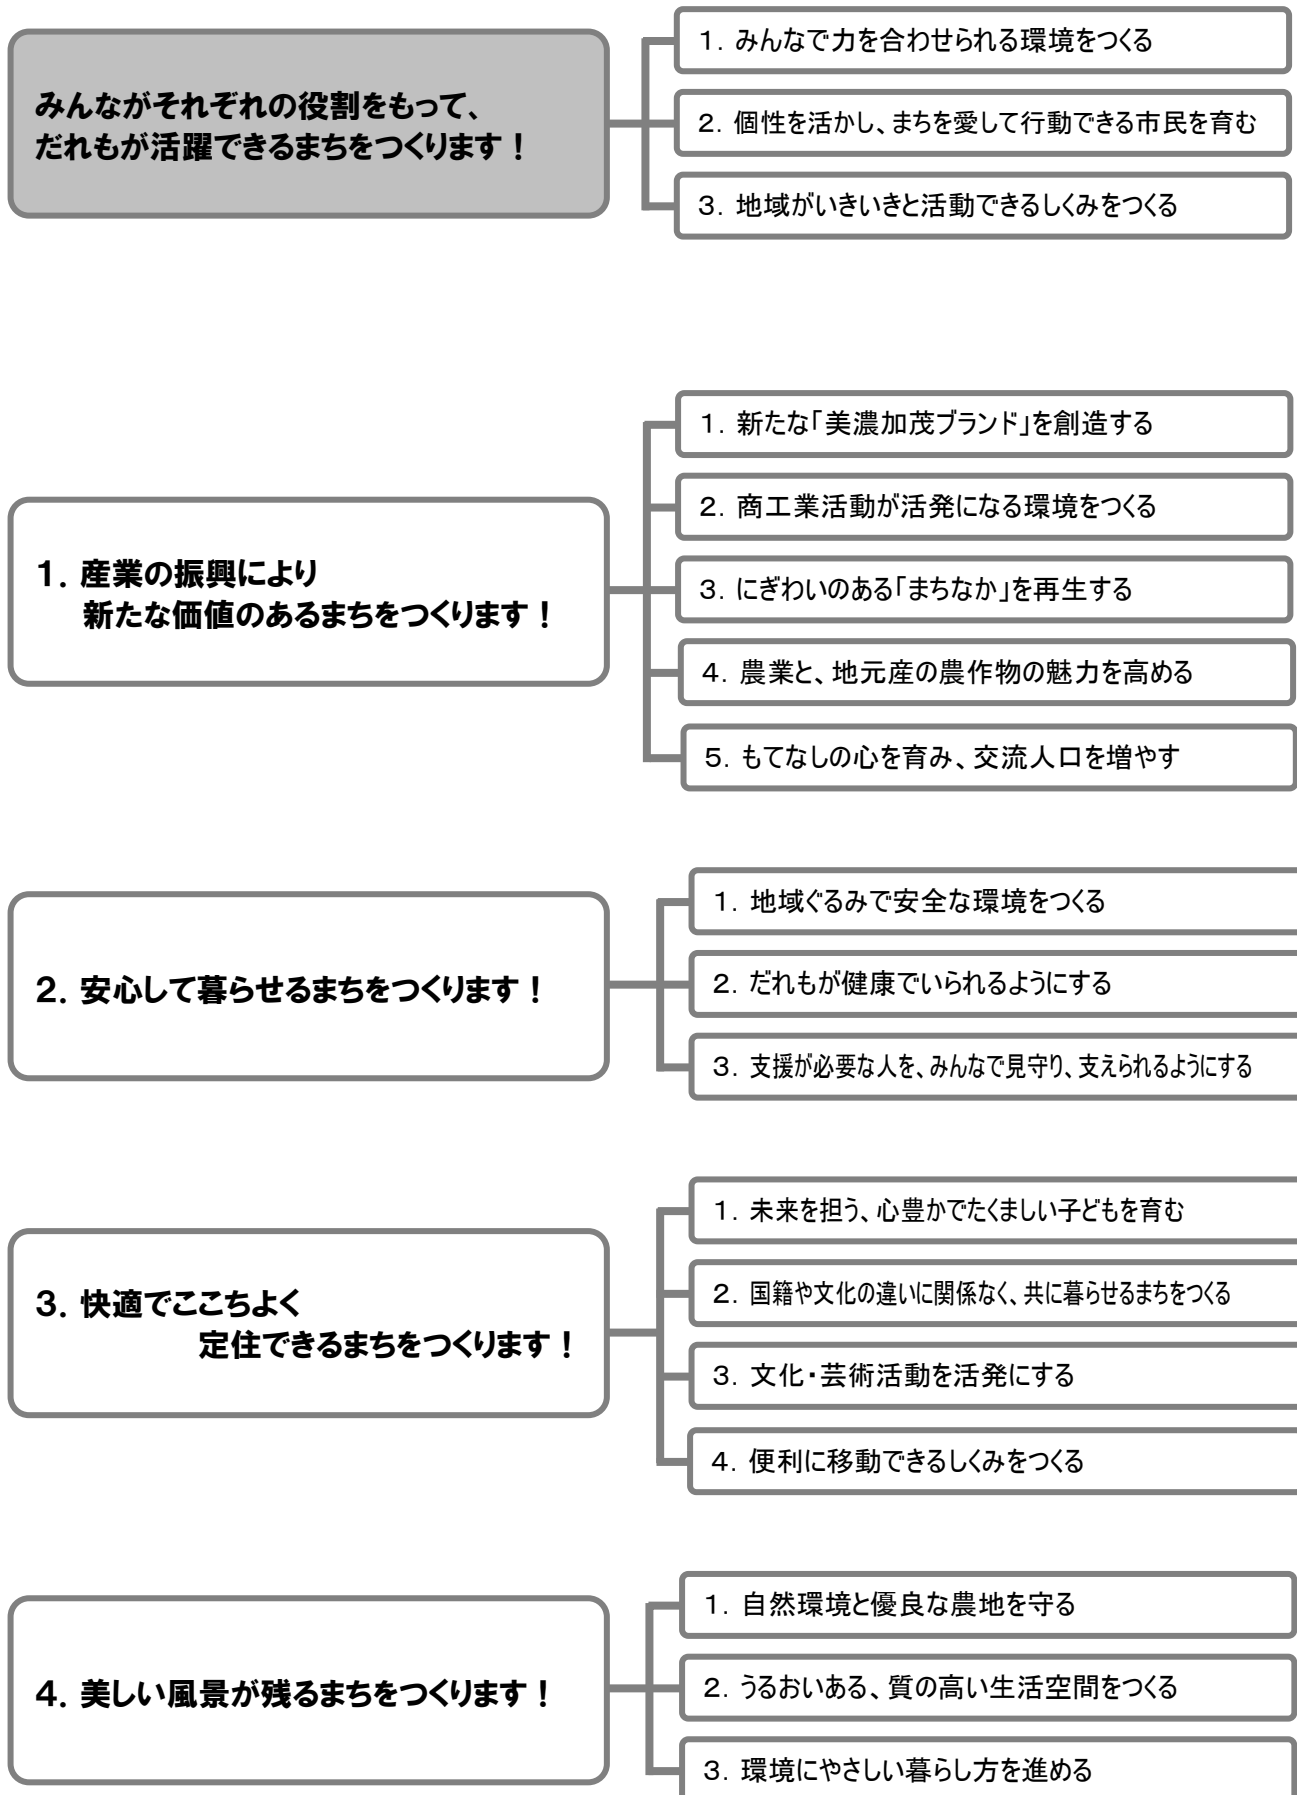 みんながそれぞれの役割をもって、
だれもが活躍できるまちをつくります！
１．みんなで力を合わせられる環境をつくる
２．個性を活かし、まちを愛して行動できる市民を育む
３．地域がいきいきと活動できるしくみをつくる
１．産業の振興により
新たな価値のあるまちをつくります！
１．新たな「美濃加茂ブランド」を創造する
２．商工業活動が活発になる環境をつくる
３．にぎわいのある「まちなか」を再生する
４．農業と、地元産の農作物の魅力を高める
５．もてなしの心を育み、交流人口を増やす
２．安心して暮らせるまちをつくります！
１．地域ぐるみで安全な環境をつくる
２．だれもが健康でいられるようにする
３．支援が必要な人を、みんなで見守り、支えられるようにする
３．快適でここちよく
定住できるまちをつくります！
１．未来を担う、心豊かでたくましい子どもを育む
２．国籍や文化の違いに関係なく、共に暮らせるまちをつくる
３．文化・芸術活動を活発にする
４．便利に移動できるしくみをつくる
４．美しい風景が残るまちをつくります！
１．自然環境と優良な農地を守る
２．うるおいある、質の高い生活空間をつくる
３．環境にやさしい暮らし方を進める